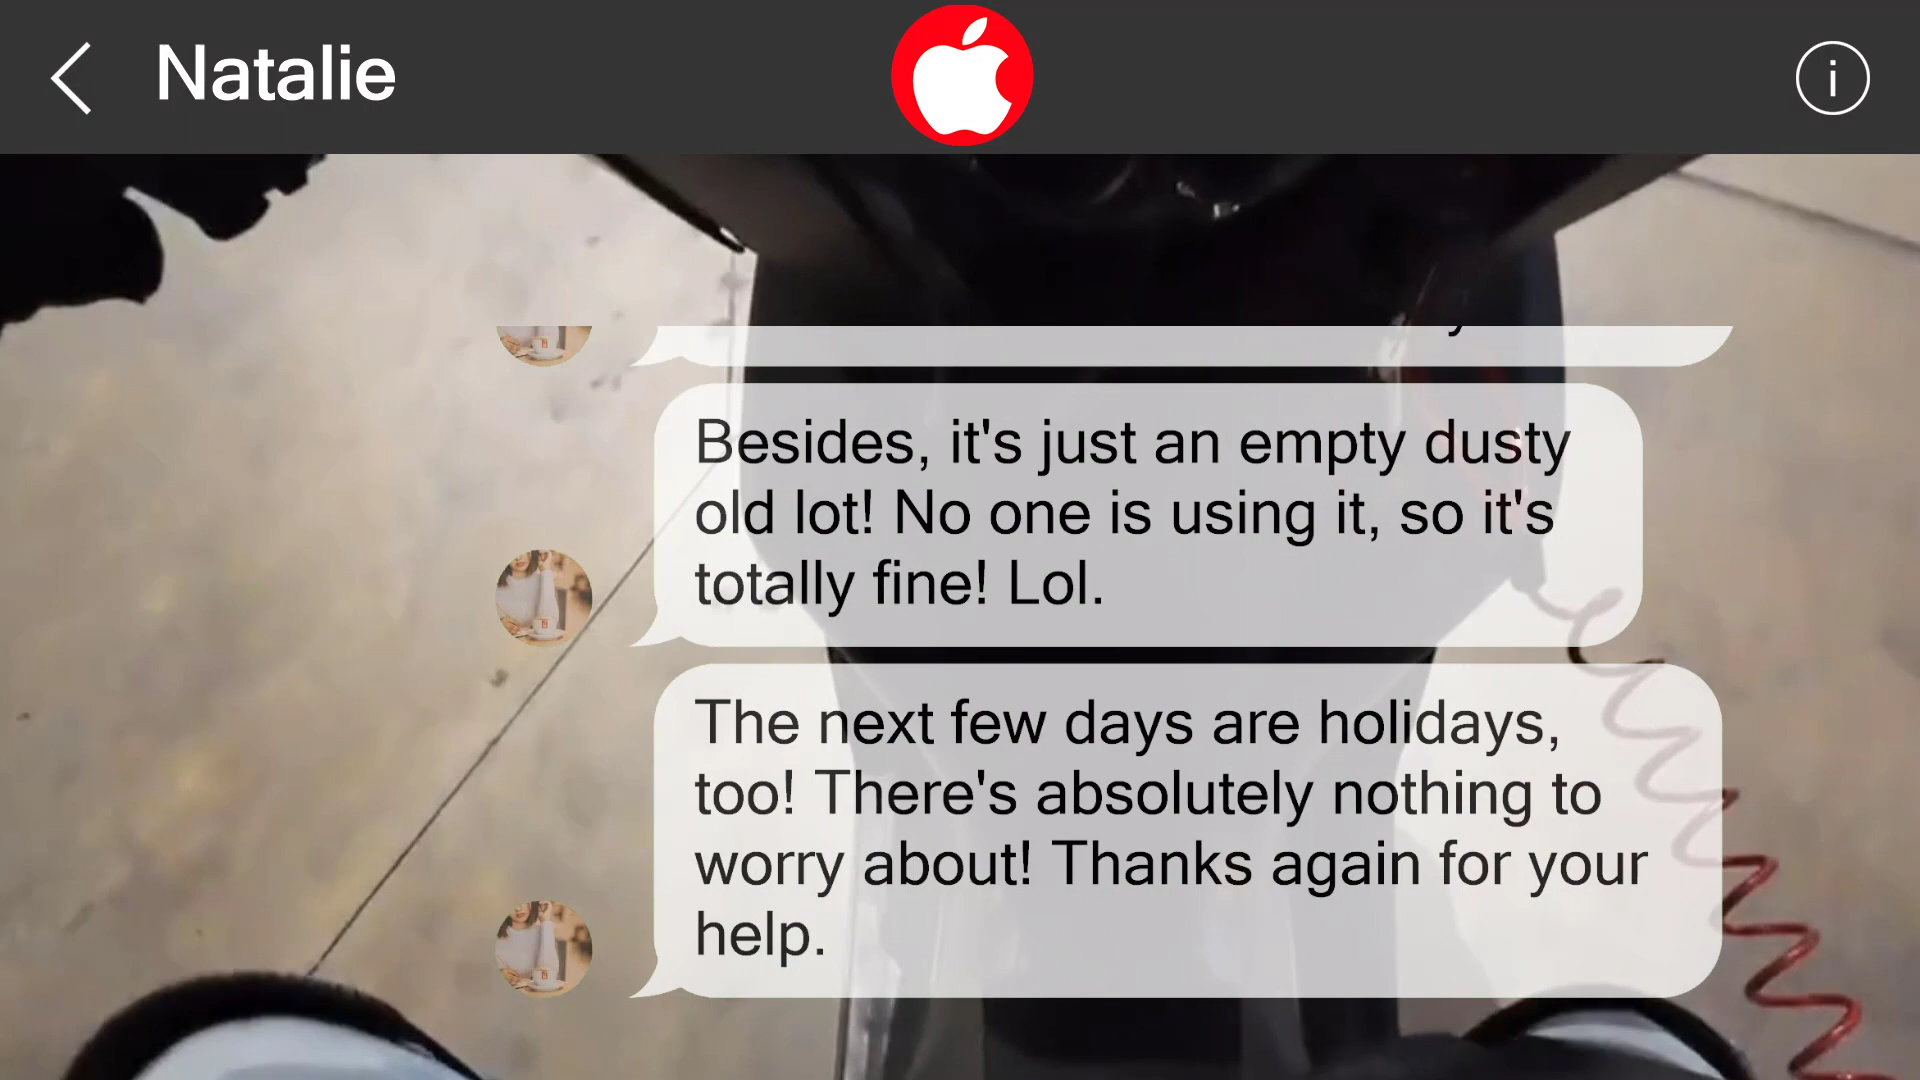 Natalie
Besides, it's just an empty dusty
old lot! No one is using it, so it's
totally fine! Lol.
The next few days are holidays,
too! There's absolutely nothing to
worry about! Thanks again for your
help.